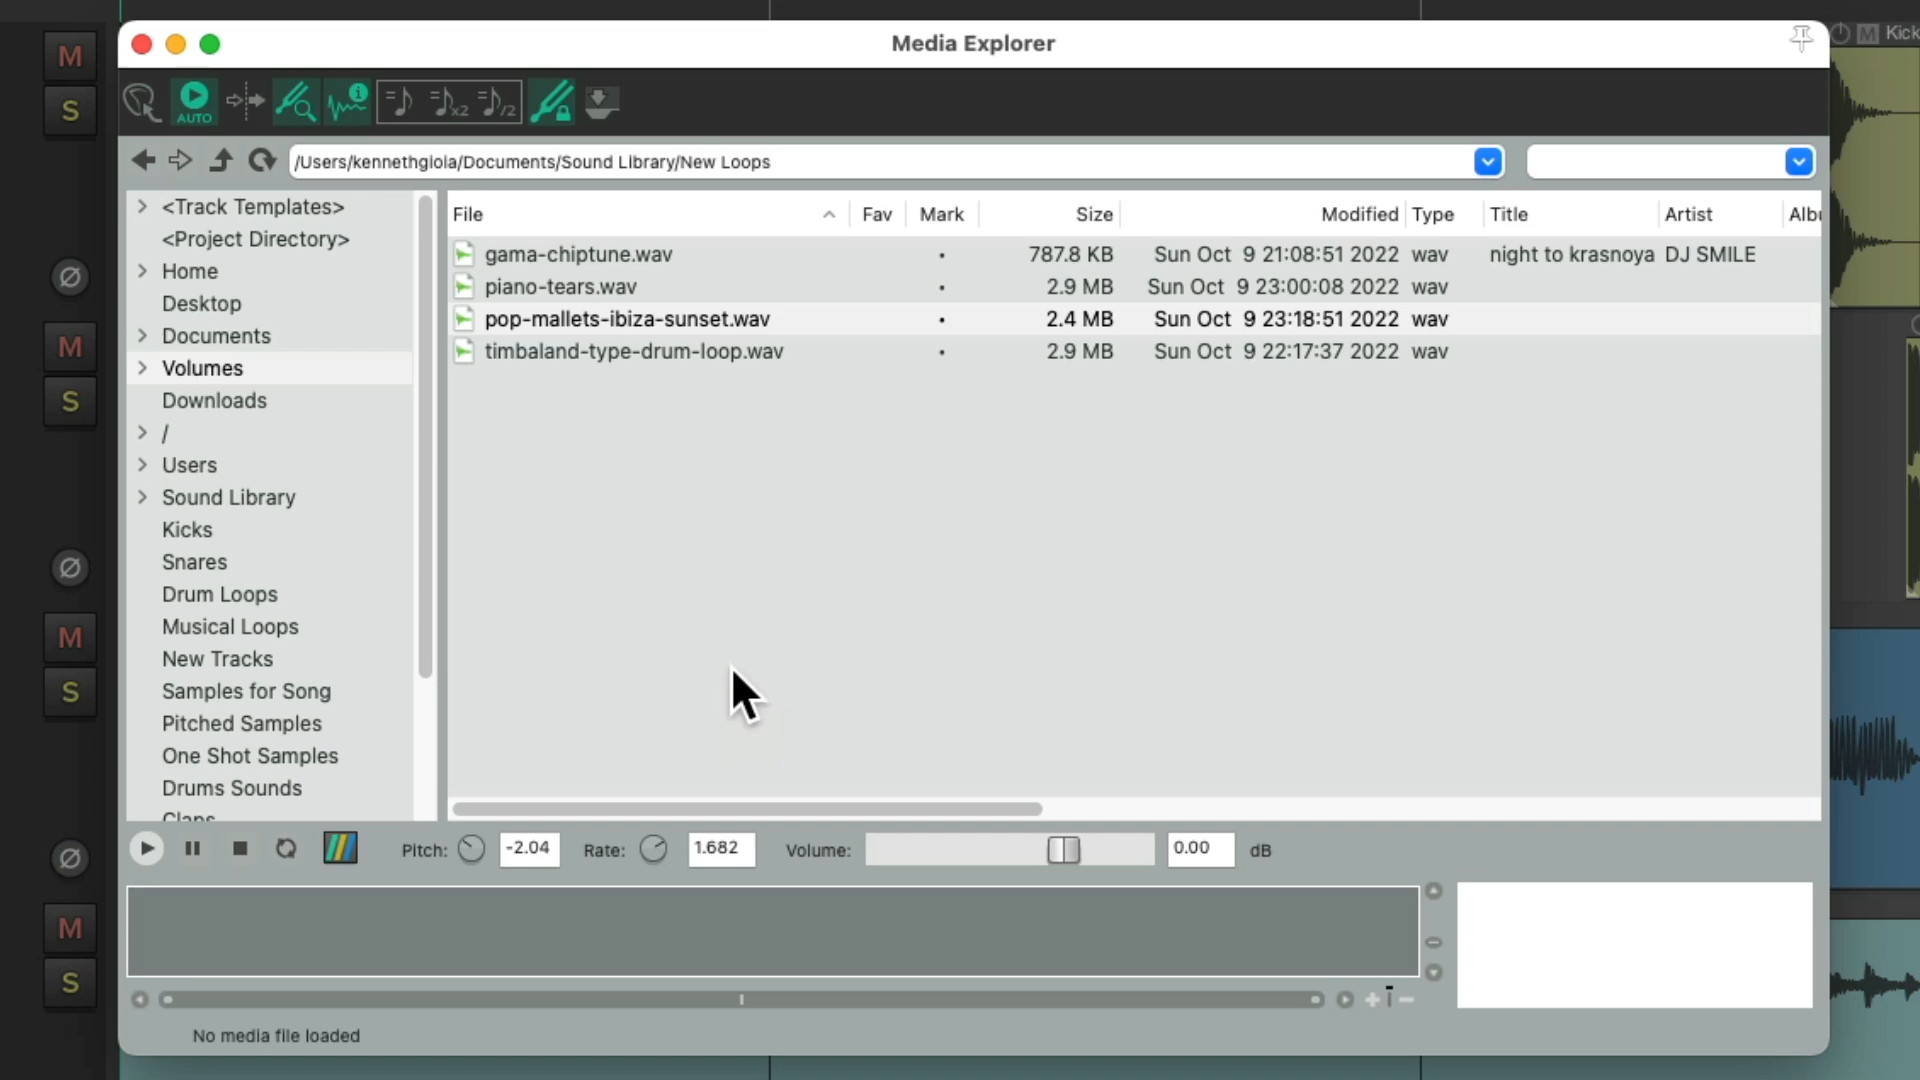 Media Explorer
M Kick
M
S
AUTO
x2
/2
/Users/kennethgioia/Documents/Sound Library/New Loops
<Track Templates>
<Project Directory>
Home
Desktop
Documents
Volumes
Downloads
/
Users
Sound Library
Kicks
Snares
Drum Loops
Musical Loops
New Tracks
Samples for Song
Pitched Samples
One Shot Samples
Drums Sounds
Claps
File Fav Mark Size Modified Type Title Artist Albu
gama-chiptune.wav 787.8 KB Sun Oct 9 21:08:51 2022 wav night to krasnoya DJ SMILE
piano-tears.wav 2.9 MB Sun Oct 9 23:00:08 2022 wav
pop-mallets-ibiza-sunset.wav 2.4 MB Sun Oct 9 23:18:51 2022 wav
timbaland-type-drum-loop.wav 2.9 MB Sun Oct 9 22:17:37 2022 wav
M
S
M
S
Pitch: -2.04 Rate: 1.682 Volume: 0.00 dB
M
S
No media file loaded